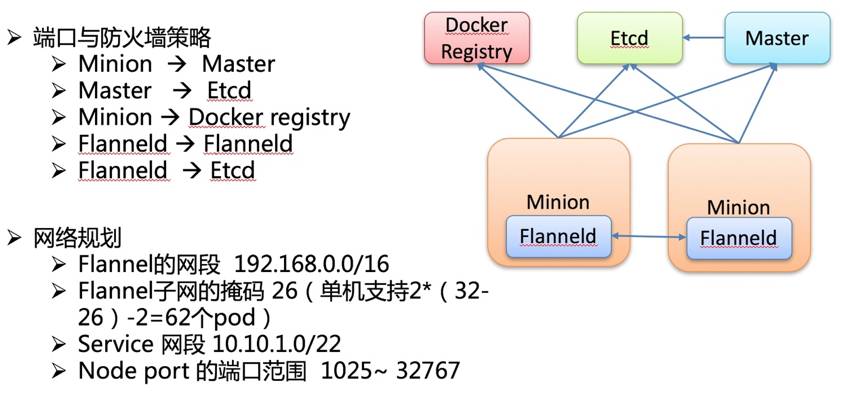 端口与防火墙策略
Minion → Master
Master → Etcd
Minion → Docker registry
Flanneld → Flanneld
Flanneld → Etcd
网络规划
Flannel的网段 192.168.0.0/16
Flannel子网的掩码 26（单机支持2*（32-
26）-2=62个pod）
Service 网段 10.10.1.0/22
Node port 的端口范围 1025~ 32767
Docker
Registry
Etcd
Master
Minion
Flanneld
Minion
Flanneld